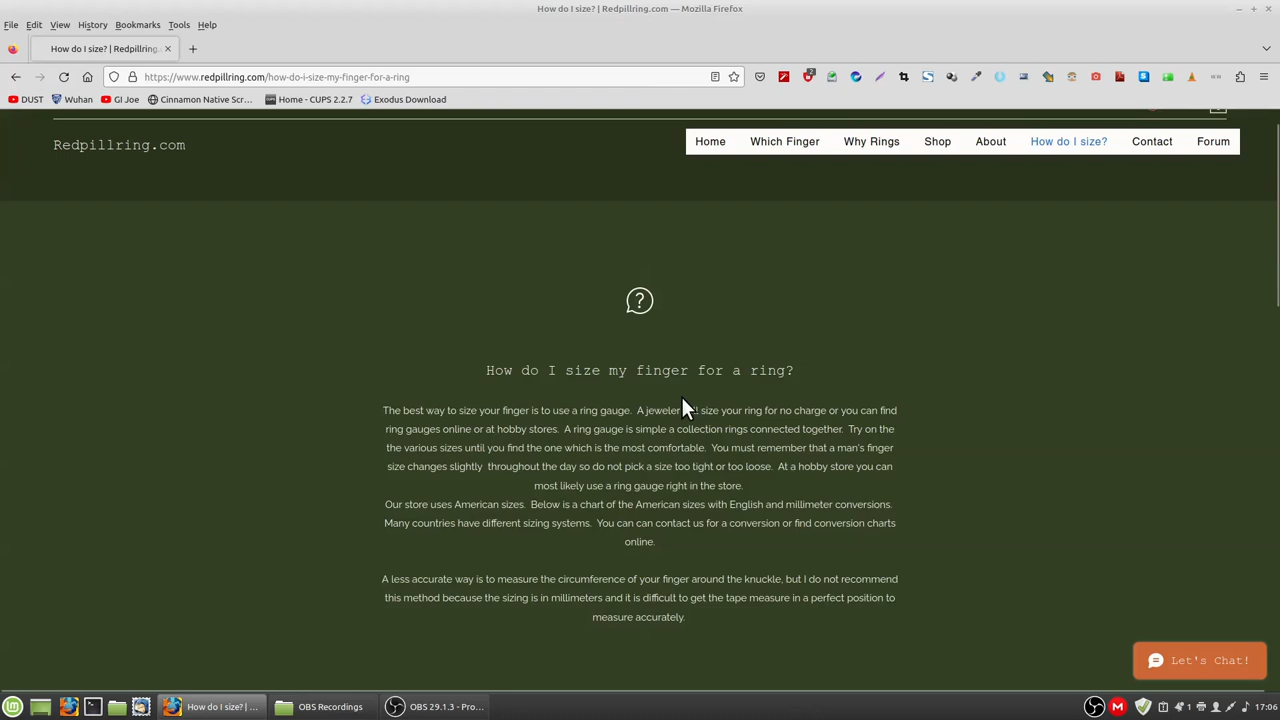 How do I size? | Redpillring.com — Mozilla Firefox
File Edit View History Bookmarks Tools Help
How do I size? | Redpillring.
https://www.redpillring.com/how-do-i-size-my-finger-for-a-ring
DUST Wuhan GI Joe Cinnamon Native Scr… Home - CUPS 2.2.7 Exodus Download
Redpillring.com
Home Which Finger Why Rings Shop About How do I size? Contact Forum
How do I size my finger for a ring?
The best way to size your finger is to use a ring gauge. A jeweler size your ring for no charge or you can find
ring gauges online or at hobby stores. A ring gauge is simple a collection rings connected together. Try on the
the various sizes until you find the one which is the most comfortable. You must remember that a man's finger
size changes slightly throughout the day so do not pick a size too tight or too loose. At a hobby store you can
most likely use a ring gauge right in the store.
Our store uses American sizes. Below is a chart of the American sizes with English and millimeter conversions.
Many countries have different sizing systems. You can can contact us for a conversion or find conversion charts
online.
A less accurate way is to measure the circumference of your finger around the knuckle, but I do not recommend
this method because the sizing is in millimeters and it is difficult to get the tape measure in a perfect position to
measure accurately.
Let's Chat!
How do I size? | … OBS Recordings OBS 29.1.3 - Pro… 1 17:06